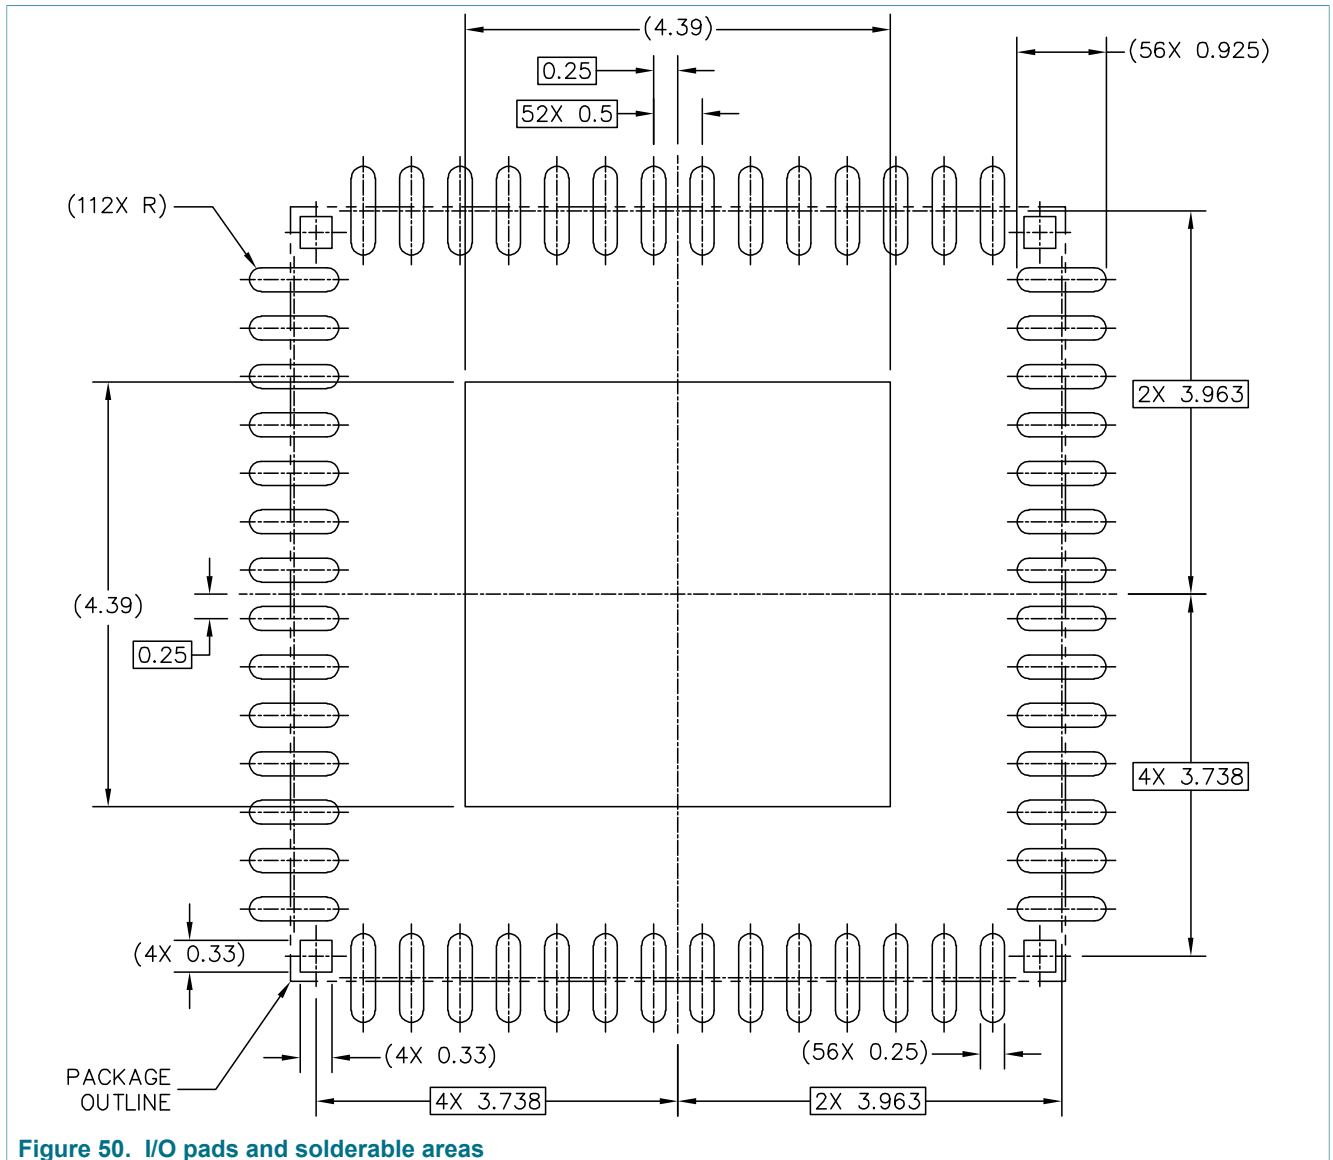 (4.39)
(56X 0.925)
0.25
52X 0.5
(112X R)
2X 3.963
(4.39)
0.25
4X 3.738
(4X 0.33)
(4X 0.33)
(56X 0.25)
PACKAGE
OUTLINE
4X 3.738
2X 3.963
Figure 50. I/O pads and solderable areas